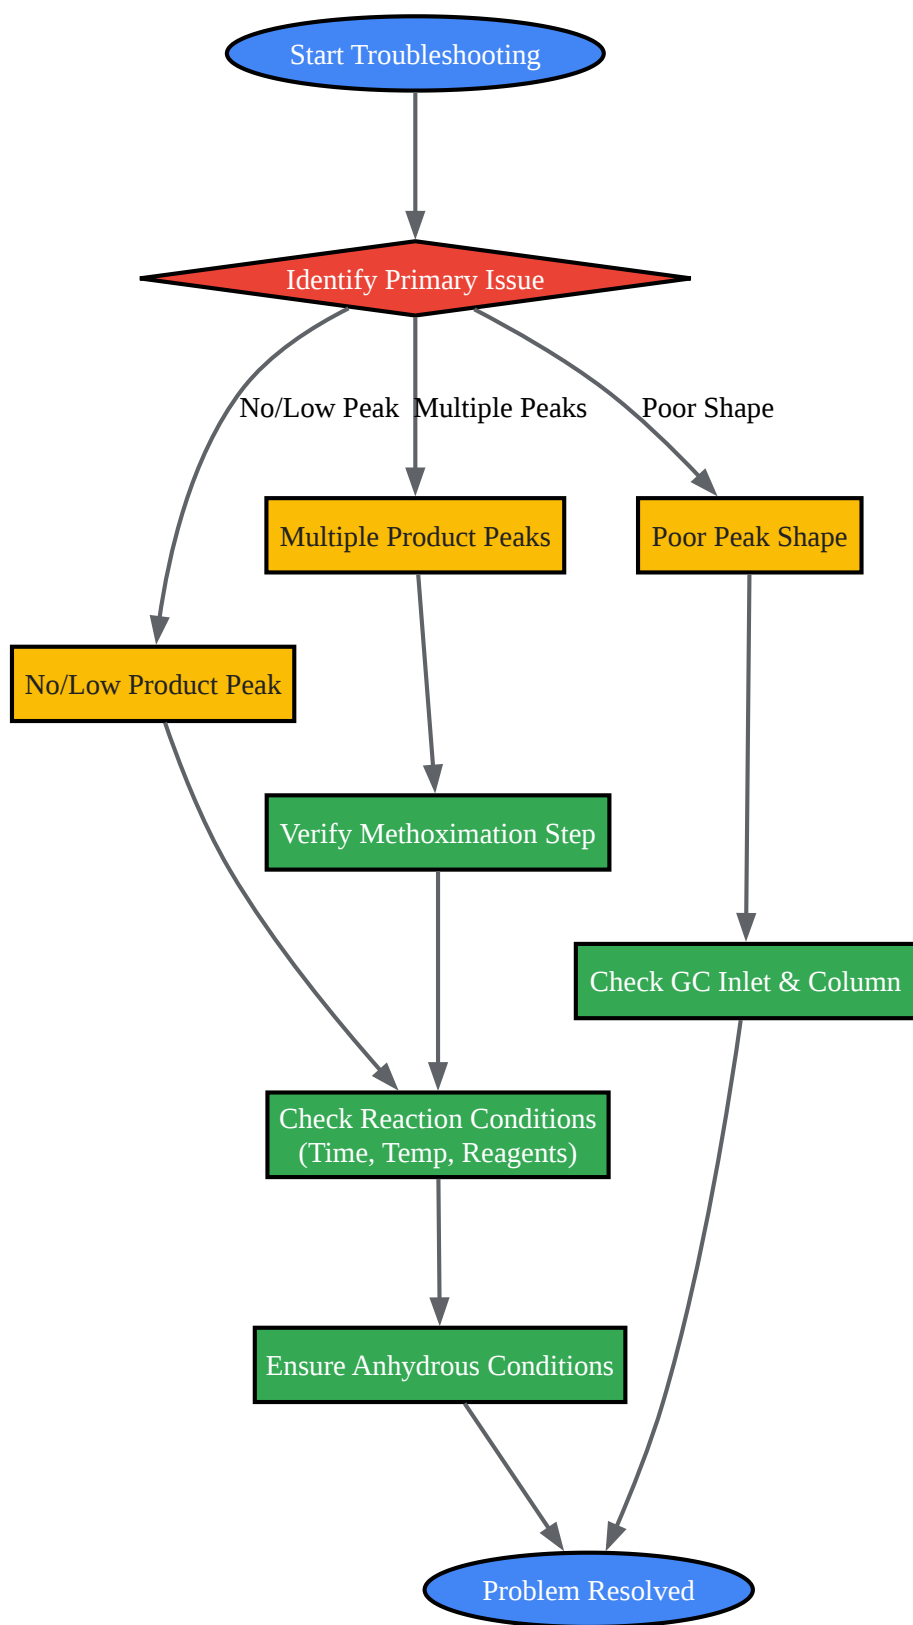 Start Troubleshooting
Identify Primary Issue
No/Low Peak
Multiple Peaks
Poor Shape
Multiple Product Peaks
Poor Peak Shape
No/Low Product Peak
Verify Methoximation Step
Check GC Inlet & Column
Check Reaction Conditions
(Time, Temp, Reagents)
Ensure Anhydrous Conditions
Problem Resolved